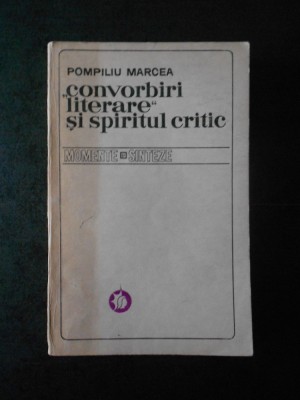 POMPILIU MARCEA
„convorbiri
literare“
și spiritul critic
MOMENTE SINTEZE